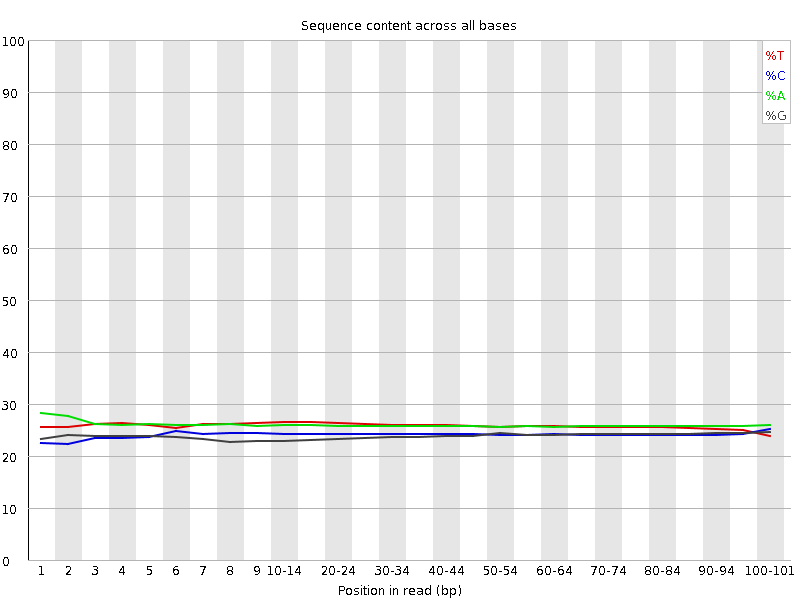 Sequence content across all bases
100
90
80
70
60
50
40
30
20
10
0
%T
%C
%A
%G
1 2 3 4 5 6 7 8 9 10-14 20-24 30-34 40-44 50-54 60-64 70-74 80-84 90-94 100-101
Position in read (bp)